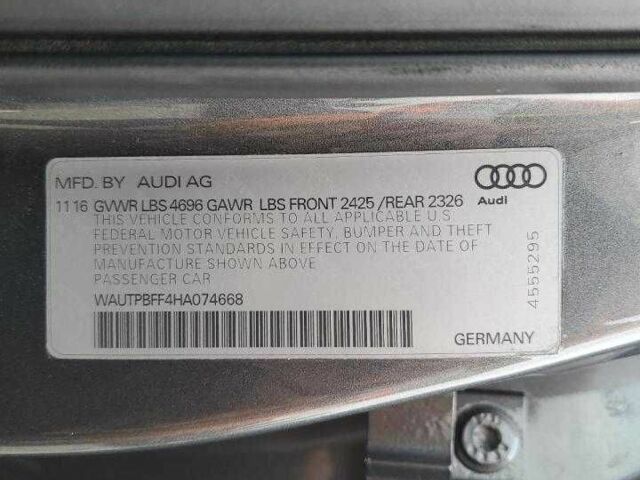 MFD. BY AUDI AG
Audi
11 16 GVWR LBS 4696 GAWR LBS FRONT 2425 / REAR 2326
THIS VEHICLE CONFORMS TO ALL APPLICABLE U.S
FEDERAL MOTOR VEHICLE SAFETY, BUMPER AND THEFT
PREVENTION STANDARDS IN EFFECT ON THE DATE OF
MANUFACTURE SHOWN ABOVE
PASSENGER CAR
WAUTPBFF4HA074668
GERMANY
4555295